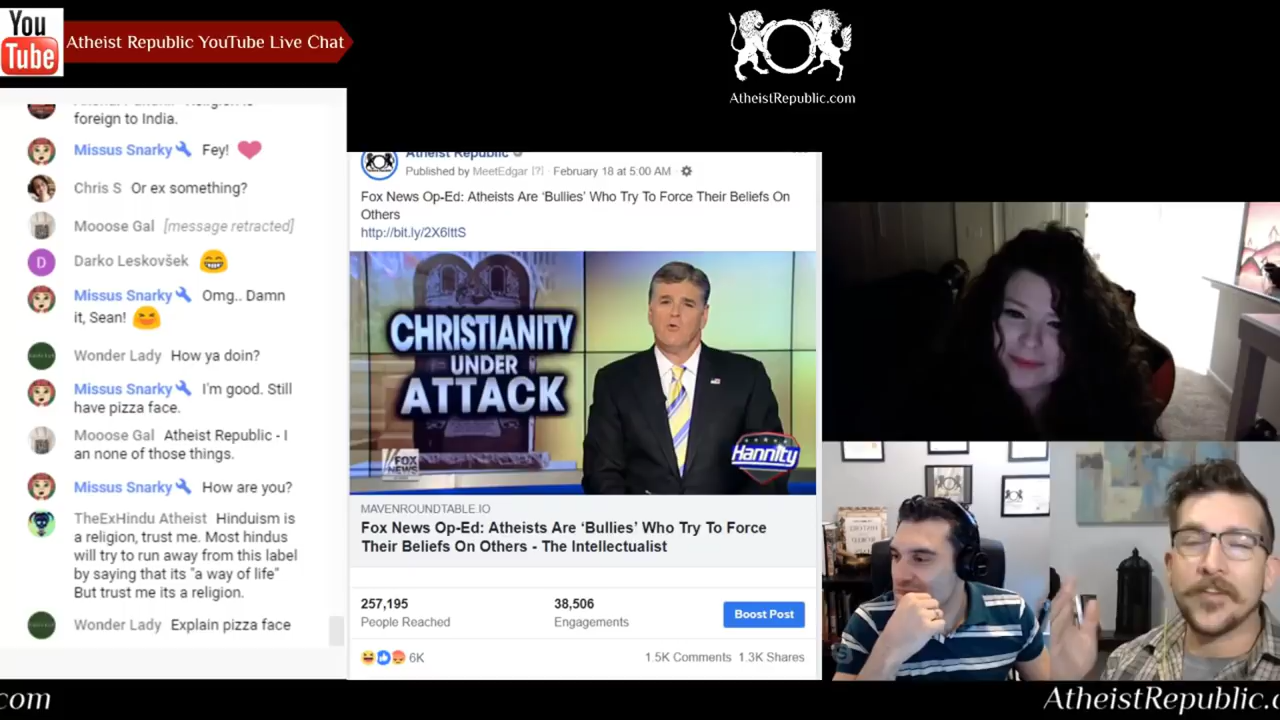 You
Tube
Atheist Republic YouTube Live Chat
AtheistRepublic.com
foreign to India.
Missus Snarky Fey!
Chris S Or ex something?
Mooose Gal [message retracted]
D
Darko Leskovšek
Missus Snarky Omg.. Damn
it, Sean!
Wonder Lady How ya doin?
Missus Snarky I'm good. Still
have pizza face.
Mooose Gal Atheist Republic - I
an none of those things.
Missus Snarky How are you?
TheExHindu Atheist Hinduism is
a religion, trust me. Most hindus
will try to run away from this label
by saying that its "a way of life"
But trust me its a religion.
Wonder Lady Explain pizza face
Atheist Republic
Published by MeetEdgar [?] · February 18 at 5:00 AM ·
Fox News Op-Ed: Atheists Are ‘Bullies’ Who Try To Force Their Beliefs On
Others
http://bit.ly/2X6lttS
CHRISTIANITY
UNDER
ATTACK
FOX
NEWS
Hannity
MAVENROUNDTABLE.IO
Fox News Op-Ed: Atheists Are ‘Bullies’ Who Try To Force
Their Beliefs On Others - The Intellectualist
257,195
People Reached
38,506
Engagements
Boost Post
6K
1.5K Comments 1.3K Shares
.com
AtheistRepublic.c